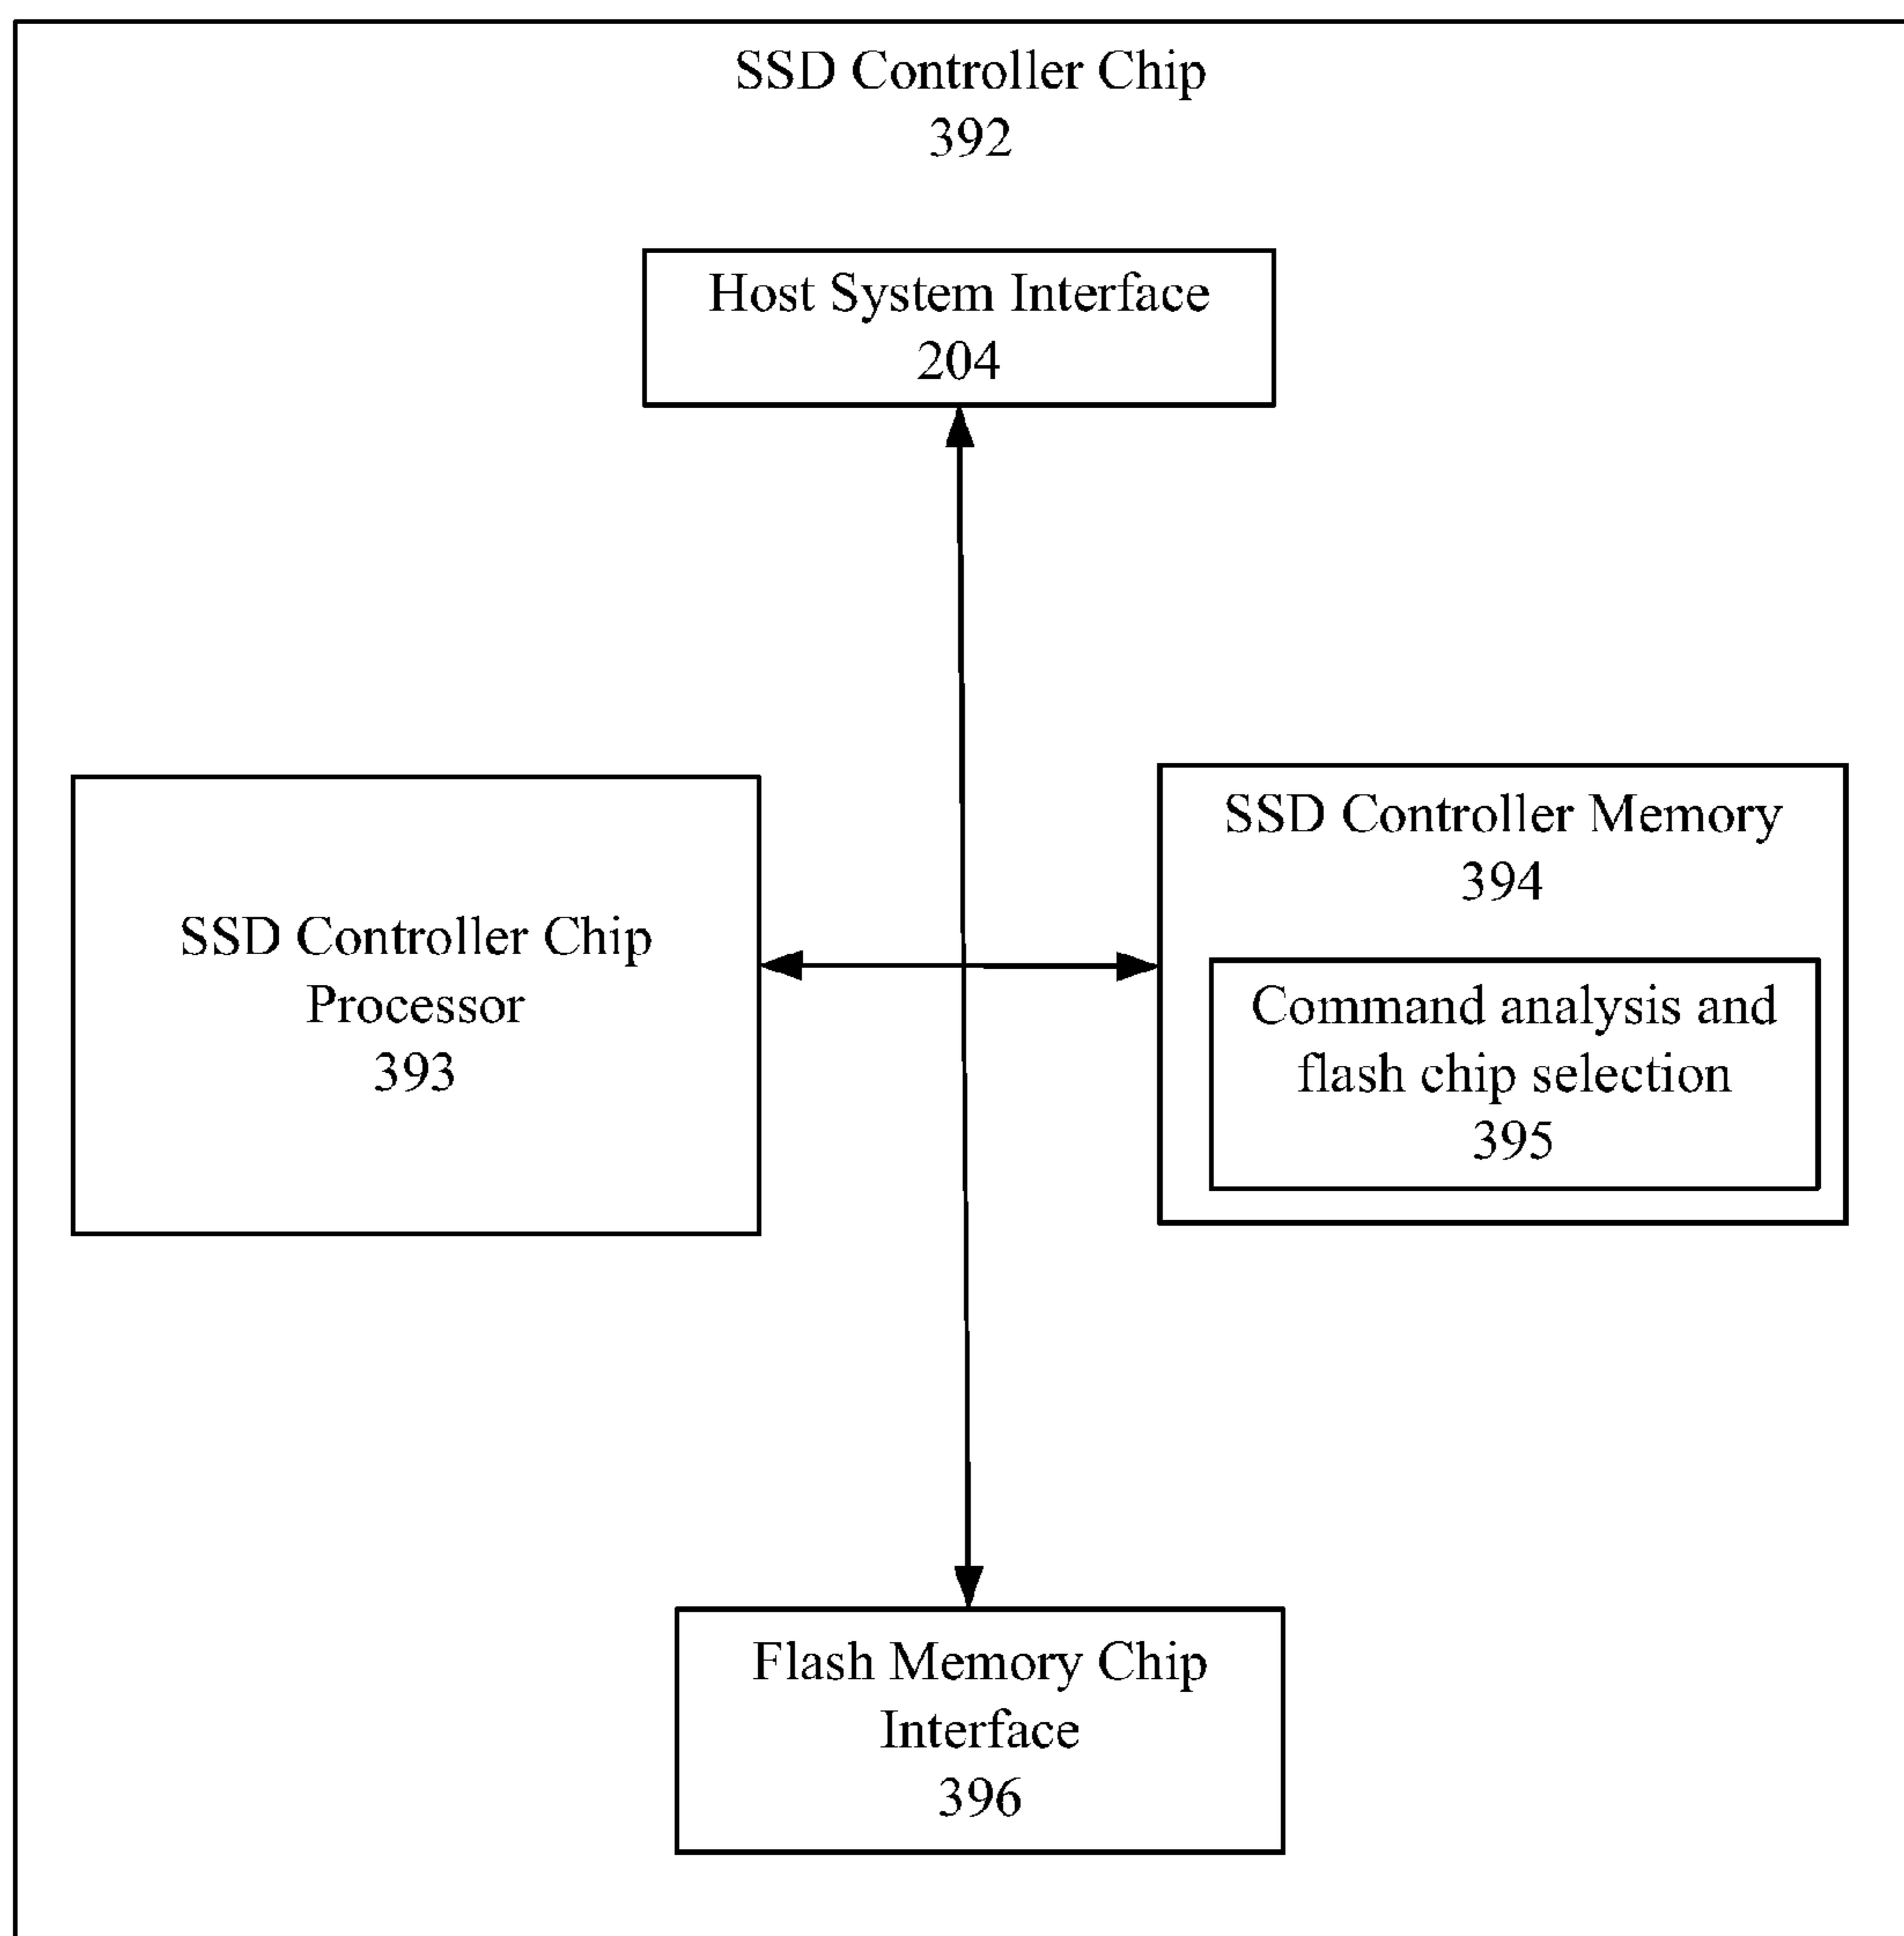 SSD Controller Chip
392
Host System Interface
204
SSD Controller Chip
Processor
393
SSD Controller Memory
394
Command analysis and
flash chip selection
395
Flash Memory Chip
Interface
396